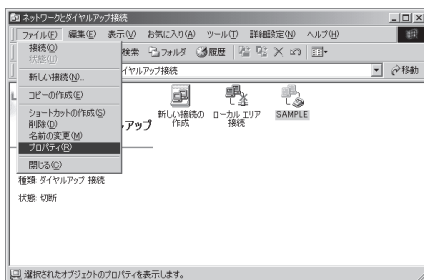 ネットワークとダイヤルアップ接続
ファイル(F) 編集(E) 表示(V) お気に入り(A) ツール(T) 詳細設定(N) ヘルプ(H)
検索 フォルダ 履歴
イヤルアップ接続 移動
接続(O)
状態(U)
新しい接続(N)...
コピーの作成(C)
ショートカットの作成(S)
削除(D)
名前の変更(M)
プロパティ(R)
閉じる(C)
アップ
新しい接続の作成
ローカル エリア接続
SAMPLE
種類: ダイヤルアップ 接続
状態: 切断
選択されたオブジェクトのプロパティを表示します。